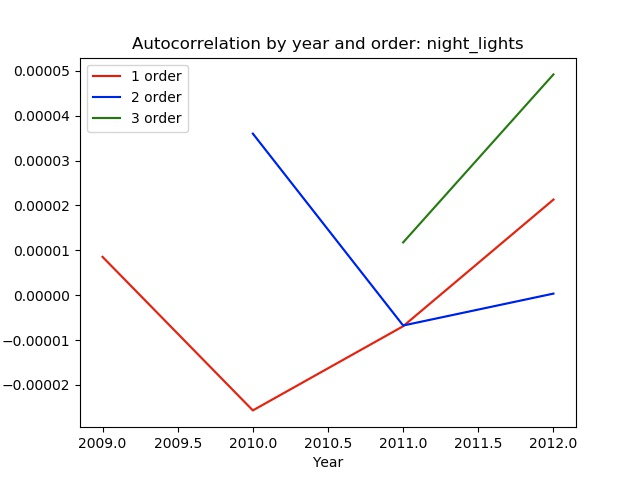 Autocorrelation by year and order: night_lights
1 order
2 order
3 order
0.00005
0.00004
0.00003
0.00002
0.00001
0.00000
−0.00001
−0.00002
2009.0 2009.5 2010.0 2010.5 2011.0 2011.5 2012.0
Year